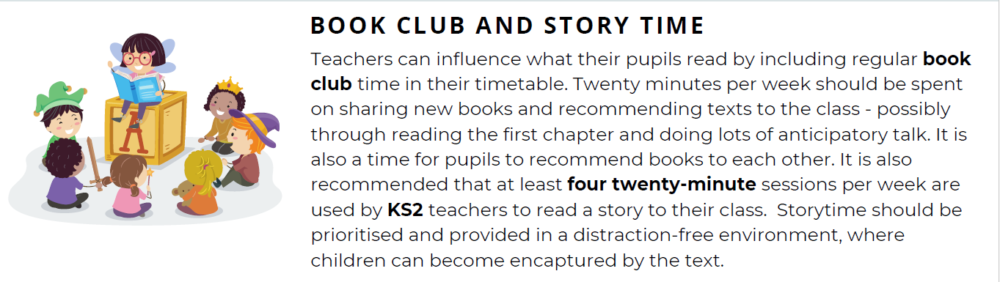 BOOK CLUB AND STORY TIME
Teachers can influence what their pupils read by including regular book
club time in their timetable. Twenty minutes per week should be spent
on sharing new books and recommending texts to the class - possibly
through reading the first chapter and doing lots of anticipatory talk. It is
also a time for pupils to recommend books to each other. It is also
recommended that at least four twenty-minute sessions per week are
used by KS2 teachers to read a story to their class.  Storytime should be
prioritised and provided in a distraction-free environment, where
children can become encaptured by the text.
A